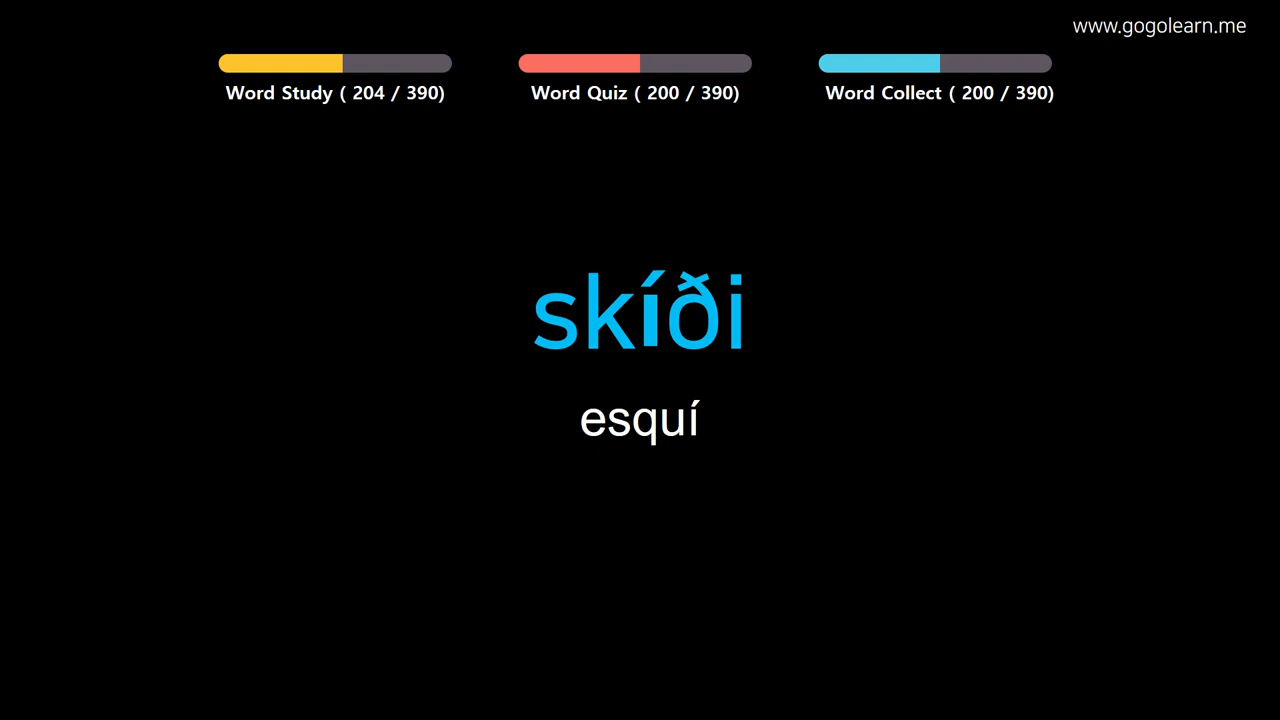 www.gogolearn.me
Word Study ( 204 / 390)
Word Quiz ( 200 / 390)
Word Collect ( 200 / 390)
skíði
esquí